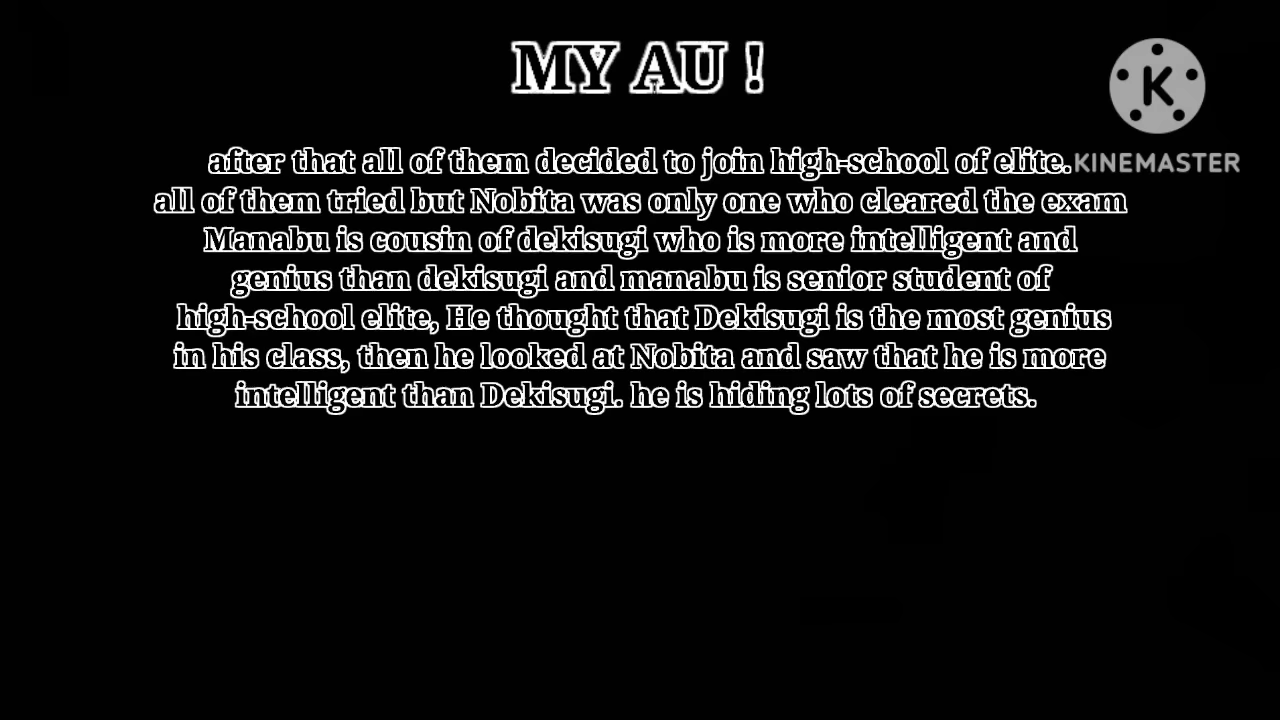 MY AU !
K
after that all of them decided to join high-school of elite.
KINEMASTER
all of them tried but Nobita was only one who cleared the exam
Manabu is cousin of dekisugi who is more intelligent and
genius than dekisugi and manabu is senior student of
high-school elite, He thought that Dekisugi is the most genius
in his class, then he looked at Nobita and saw that he is more
intelligent than Dekisugi. he is hiding lots of secrets.